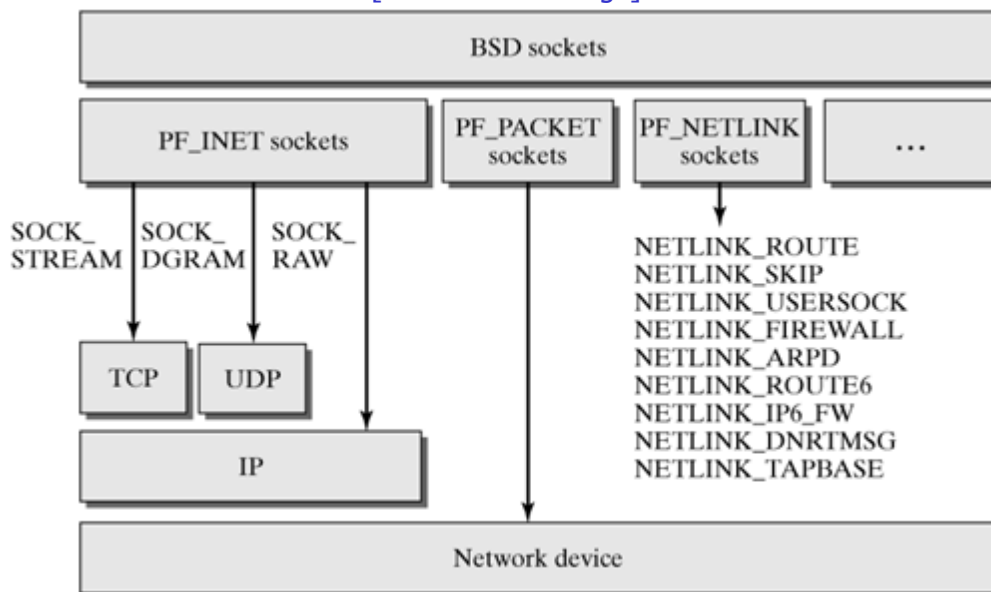 BSD sockets
PF_INET sockets
PF_PACKET
sockets
PF_NETLINK
sockets
...
SOCK_
STREAM
SOCK_
DGRAM
SOCK_
RAW
NETLINK_ROUTE
NETLINK_SKIP
NETLINK_USERSOCK
NETLINK_FIREWALL
NETLINK_ARPD
NETLINK_ROUTE6
NETLINK_IP6_FW
NETLINK_DNRTMSG
NETLINK_TAPBASE
TCP
UDP
IP
Network device